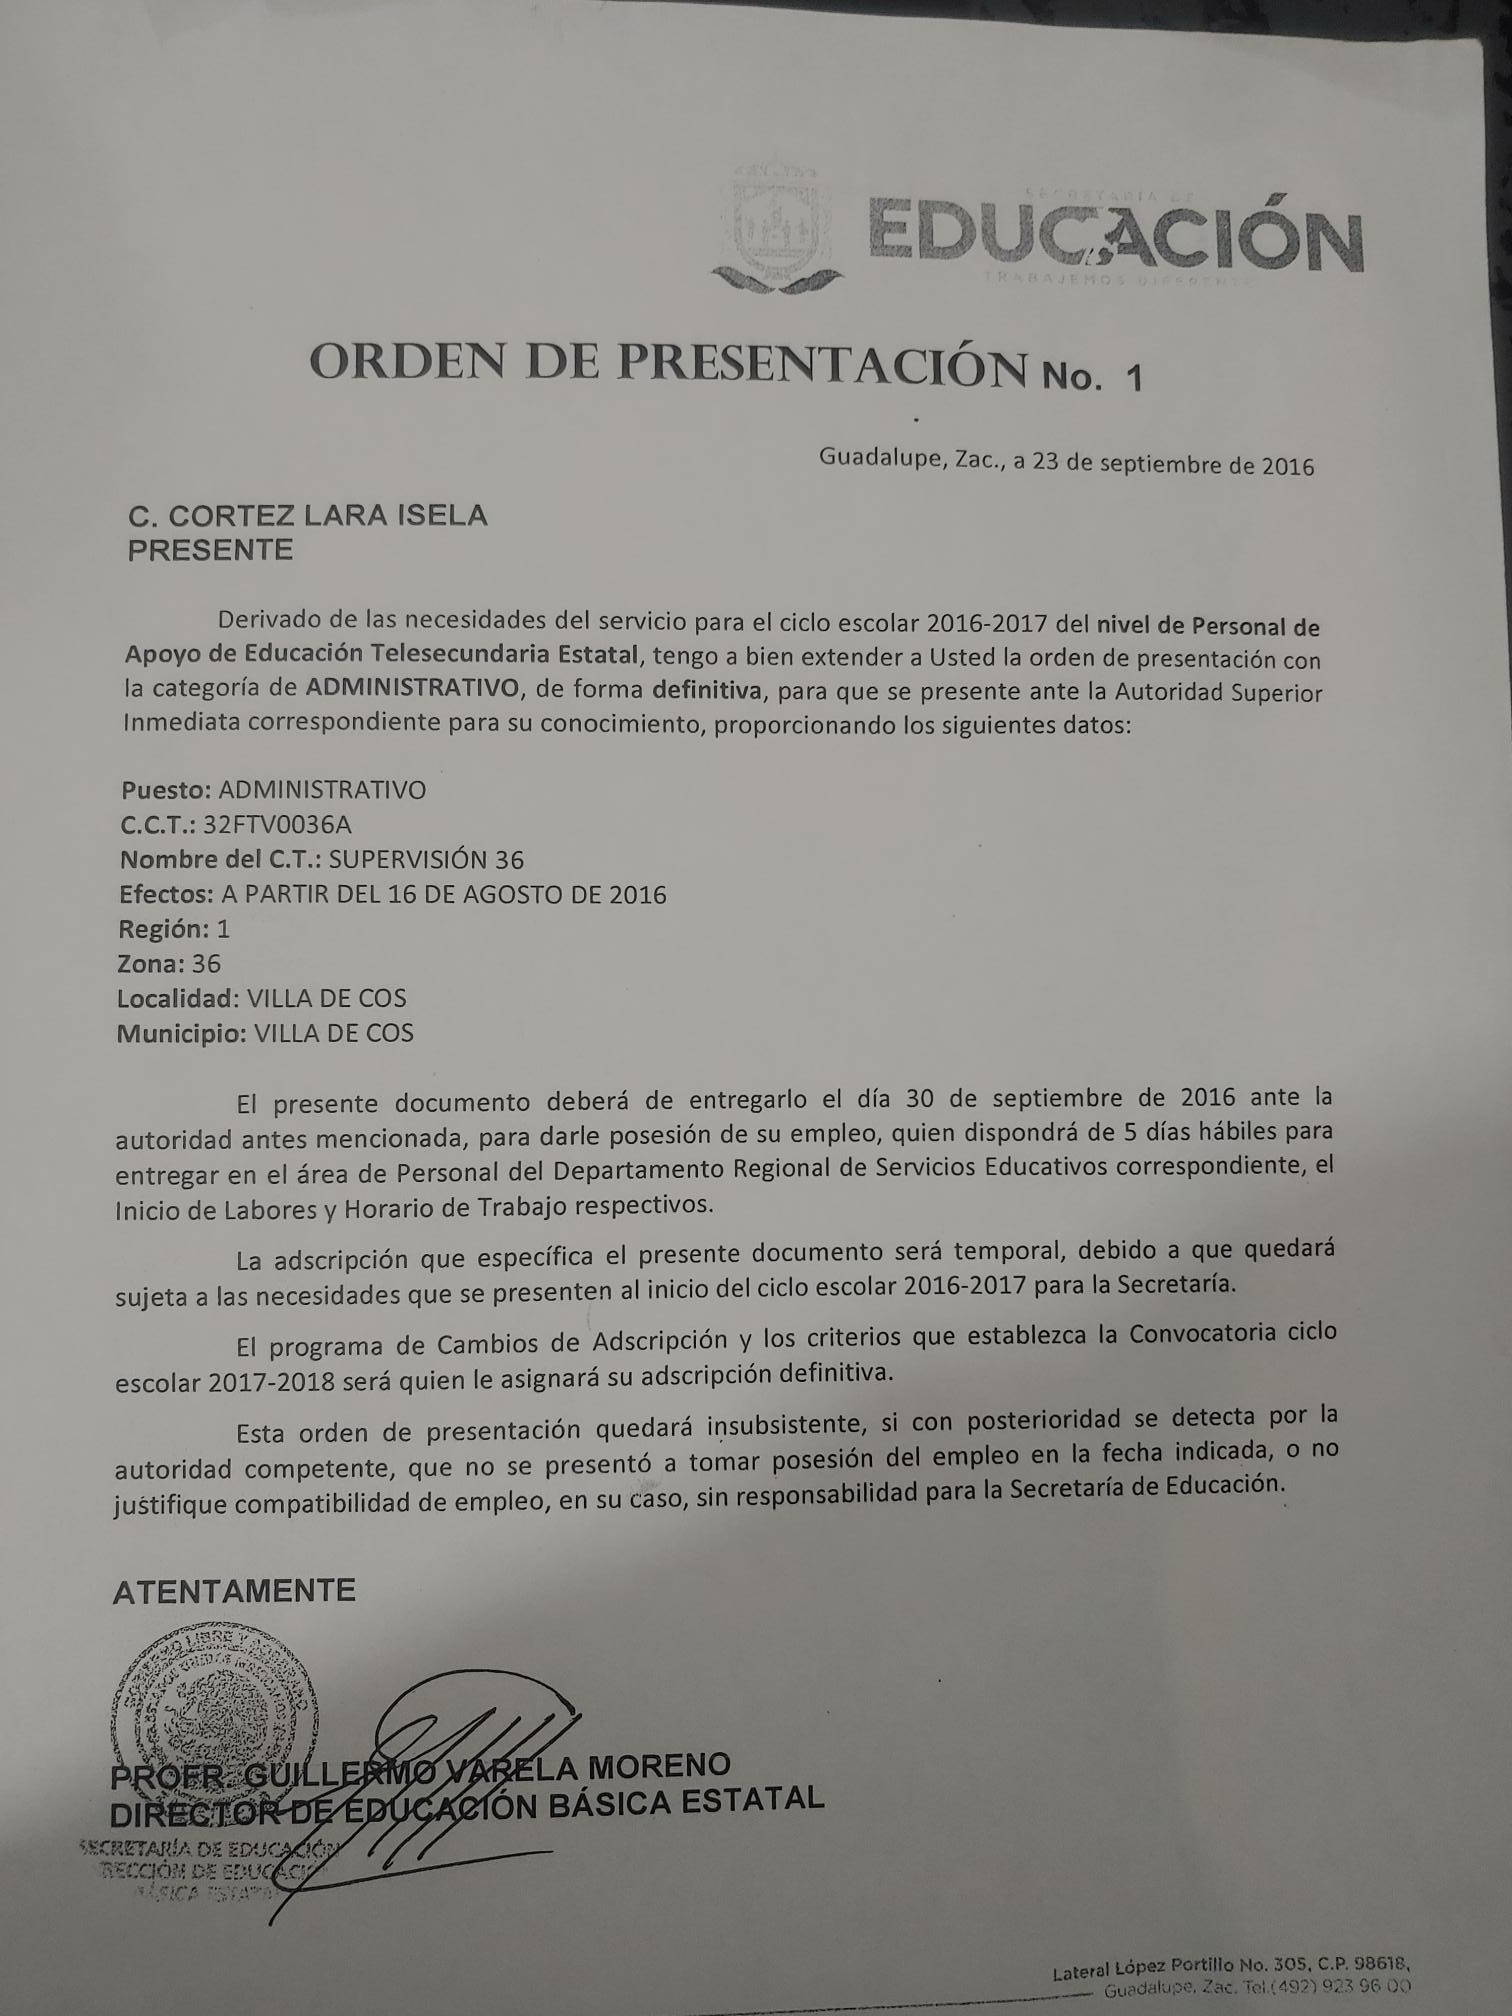 SECRETARÍA DE
EDUCACIÓN
TRABAJEMOS DIFERENTE
ORDEN DE PRESENTACIÓN No. 1
Guadalupe, Zac., a 23 de septiembre de 2016
C. CORTEZ LARA ISELA
PRESENTE
Derivado de las necesidades del servicio para el ciclo escolar 2016-2017 del nivel de Personal de
Apoyo de Educación Telesecundaria Estatal, tengo a bien extender a Usted la orden de presentación con
la categoría de ADMINISTRATIVO, de forma definitiva, para que se presente ante la Autoridad Superior
Inmediata correspondiente para su conocimiento, proporcionando los siguientes datos:
Puesto: ADMINISTRATIVO
C.C.T.: 32FTV0036A
Nombre del C.T.: SUPERVISIÓN 36
Efectos: A PARTIR DEL 16 DE AGOSTO DE 2016
Región: 1
Zona: 36
Localidad: VILLA DE COS
Municipio: VILLA DE COS
El presente documento deberá de entregarlo el día 30 de septiembre de 2016 ante la
autoridad antes mencionada, para darle posesión de su empleo, quien dispondrá de 5 días hábiles para
entregar en el área de Personal del Departamento Regional de Servicios Educativos correspondiente, el
Inicio de Labores y Horario de Trabajo respectivos.
La adscripción que específica el presente documento será temporal, debido a que quedará
sujeta a las necesidades que se presenten al inicio del ciclo escolar 2016-2017 para la Secretaría.
El programa de Cambios de Adscripción y los criterios que establezca la Convocatoria ciclo
escolar 2017-2018 será quien le asignará su adscripción definitiva.
Esta orden de presentación quedará insubsistente, si con posterioridad se detecta por la
autoridad competente, que no se presentó a tomar posesión del empleo en la fecha indicada, o no
justifique compatibilidad de empleo, en su caso, sin responsabilidad para la Secretaría de Educación.
ATENTAMENTE
PROFR. GUILLERMO VARELA MORENO
DIRECTOR DE EDUCACIÓN BÁSICA ESTATAL
SECRETARÍA DE EDUCACIÓN
RECCIÓN DE EDUCACIÓ
BÁSICA ESTATAL
Lateral López Portillo No. 305, C.P. 98618,
Guadalupe, Zac. Tel.(492) 923 96 00